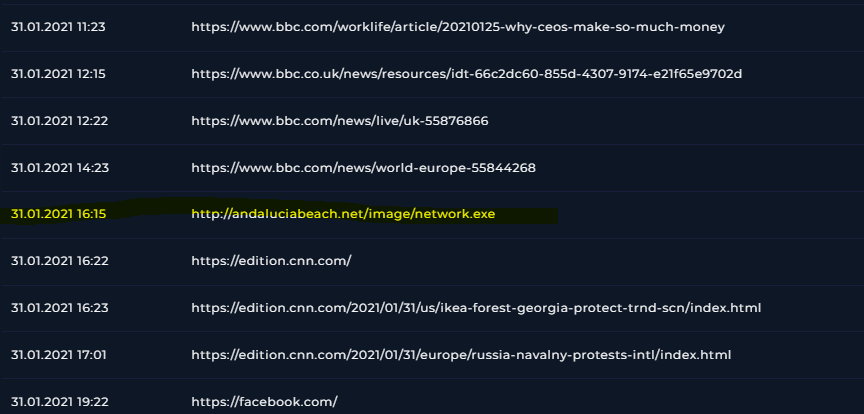 31.01.2021 11:23 https://www.bbc.com/worklife/article/20210125-why-ceos-make-so-much-money
31.01.2021 12:15 https://www.bbc.co.uk/news/resources/idt-66c2dc60-855d-4307-9174-e21f65e9702d
31.01.2021 12:22 https://www.bbc.com/news/live/uk-55876866
31.01.2021 14:23 https://www.bbc.com/news/world-europe-55844268
31.01.2021 16:15 http://andaluciabeach.net/image/network.exe
31.01.2021 16:22 https://edition.cnn.com/
31.01.2021 16:23 https://edition.cnn.com/2021/01/31/us/ikea-forest-georgia-protect-trnd-scn/index.html
31.01.2021 17:01 https://edition.cnn.com/2021/01/31/europe/russia-navalny-protests-intl/index.html
31.01.2021 19:22 https://facebook.com/